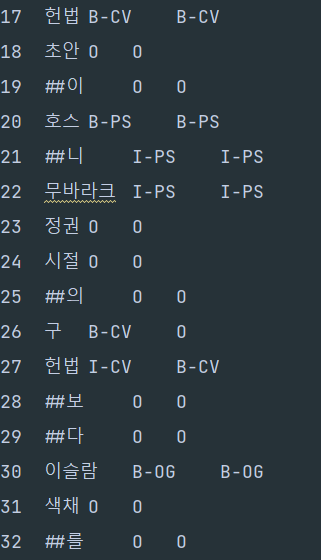 17 헌법 B-CV B-CV
18 초안 O O
19 ##이 O O
20 호스 B-PS B-PS
21 ##니 I-PS I-PS
22 무바라크 I-PS I-PS
23 정권 O O
24 시절 O O
25 ##의 O O
26 구 B-CV O
27 헌법 I-CV B-CV
28 ##보 O O
29 ##다 O O
30 이슬람 B-OG B-OG
31 색채 O O
32 ##를 O O